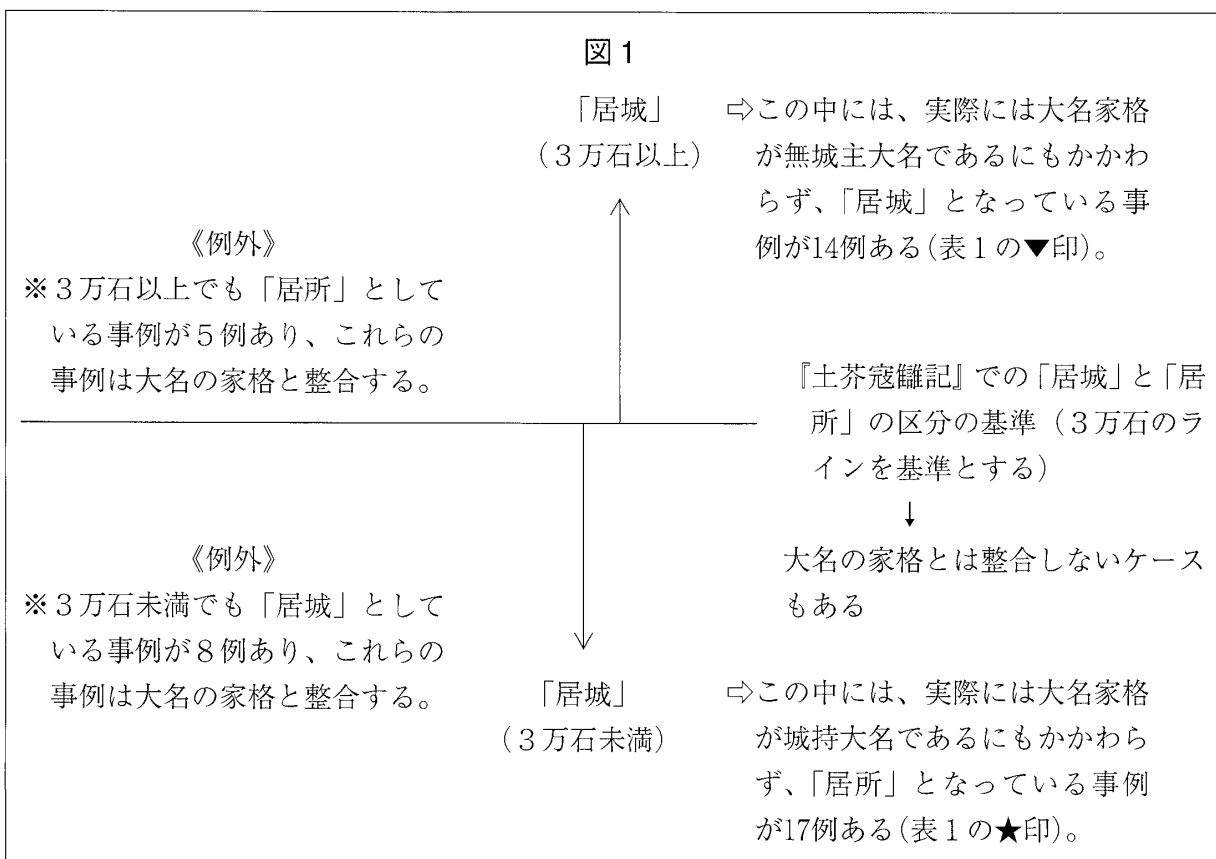 図1
「居城」
(3万石以上)
⇨この中には、実際には大名家格
が無城主大名であるにもかかわ
らず、「居城」となっている事
例が14例ある(表1の▼印)。
《例外》
※3万石以上でも「居所」として
いる事例が5例あり、これらの
事例は大名の家格と整合する。
『土芥寇讎記』での「居城」と「居
所」の区分の基準(3万石のラ
インを基準とする)
↓
大名の家格とは整合しないケース
もある
《例外》
※3万石未満でも「居城」として
いる事例が8例あり、これらの
事例は大名の家格と整合する。
「居城」
(3万石未満)
⇨この中には、実際には大名家格
が城持大名であるにもかかわら
ず、「居所」となっている事例
が17例ある(表1の★印)。